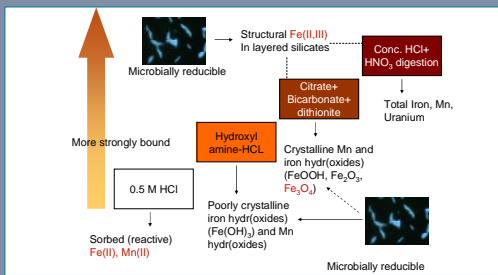 Structural Fe(II,III)
In layered silicates
Microbially reducible
Conc. HCl+
HNO3 digestion
Citrate+
Bicarbonate+
dithionite
Total Iron, Mn,
Uranium
Hydroxyl
amine-HCL
More strongly bound
Crystalline Mn and
iron hydr(oxides)
(FeOOH, Fe2O3,
Fe3O4)
0.5 M HCl
Poorly crystalline
iron hydr(oxides)
(Fe(OH)3) and Mn
hydr(oxides)
Sorbed (reactive)
Fe(II), Mn(II)
Microbially reducible